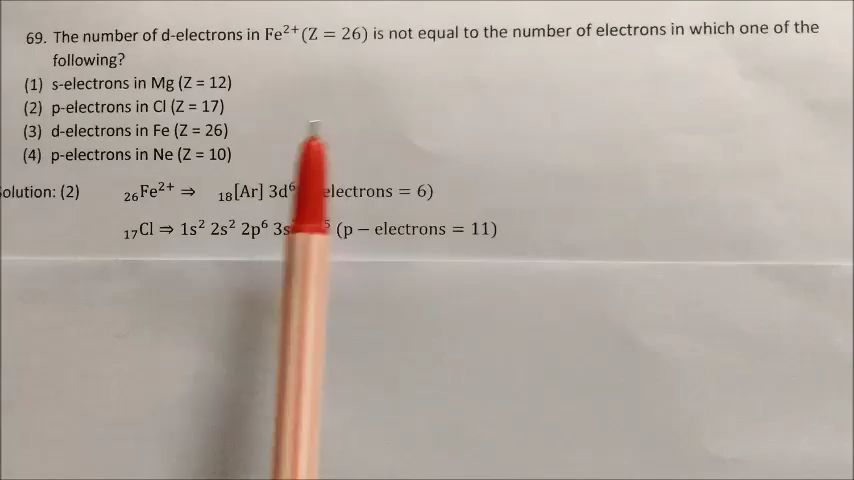 69. The number of d-electrons in Fe²⁺(Z = 26) is not equal to the number of electrons in which one of the
following?
(1) s-electrons in Mg (Z = 12)
(2) p-electrons in Cl (Z = 17)
(3) d-electrons in Fe (Z = 26)
(4) p-electrons in Ne (Z = 10)
olution: (2) ₂₆Fe²⁺ ⇒ ₁₈[Ar] 3d⁶ electrons = 6)
₁₇Cl ⇒ 1s² 2s² 2p⁶ 3s ⁵ (p − electrons = 11)